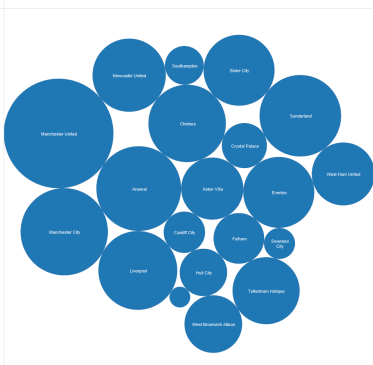 Southampton
Newcastle United
Stoke City
Sunderland
Chelsea
Manchester United
Crystal Palace
West Ham United
Arsenal
Aston Villa
Everton
Manchester City
Cardiff City
Fulham
Swansea
City
Liverpool
Hull City
Tottenham Hotspur
West Bromwich Albion